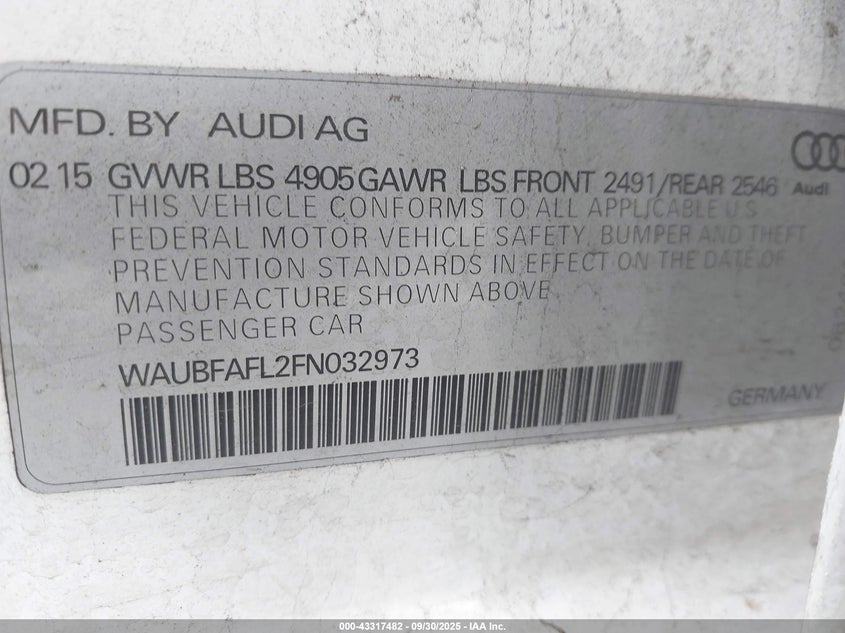 MFD. BY AUDI AG
02 15 GVWR LBS 4905 GAWR LBS FRONT 2491/REAR 2546
Audi
THIS VEHICLE CONFORMS TO ALL APPLICABLE U.S.
FEDERAL MOTOR VEHICLE SAFETY, BUMPER AND THEFT
PREVENTION STANDARDS IN EFFECT ON THE DATE OF
MANUFACTURE SHOWN ABOVE.
PASSENGER CAR
WAUBFAFL2FN032973
GERMANY
000-43317482 - 09/30/2025 - IAA Inc.